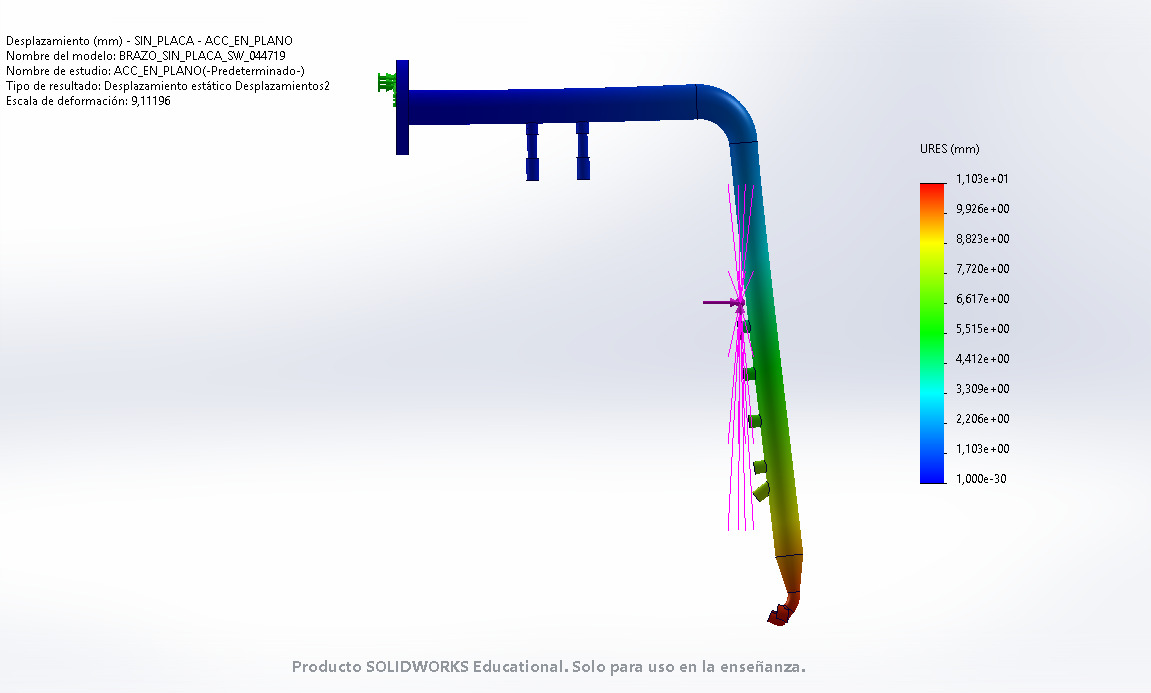 Desplazamiento (mm) - SIN_PLACA - ACC_EN_PLANO
Nombre del modelo: BRAZO_SIN_PLACA_SW_044719
Nombre de estudio: ACC_EN_PLANO(-Predeterminado-)
Tipo de resultado: Desplazamiento estático Desplazamientos2
Escala de deformación: 9,11196
URES (mm)
1,103e+01
9,926e+00
8,823e+00
7,720e+00
6,617e+00
5,515e+00
4,412e+00
3,309e+00
2,206e+00
1,103e+00
1,000e-30
Producto SOLIDWORKS Educational. Solo para uso en la enseñanza.